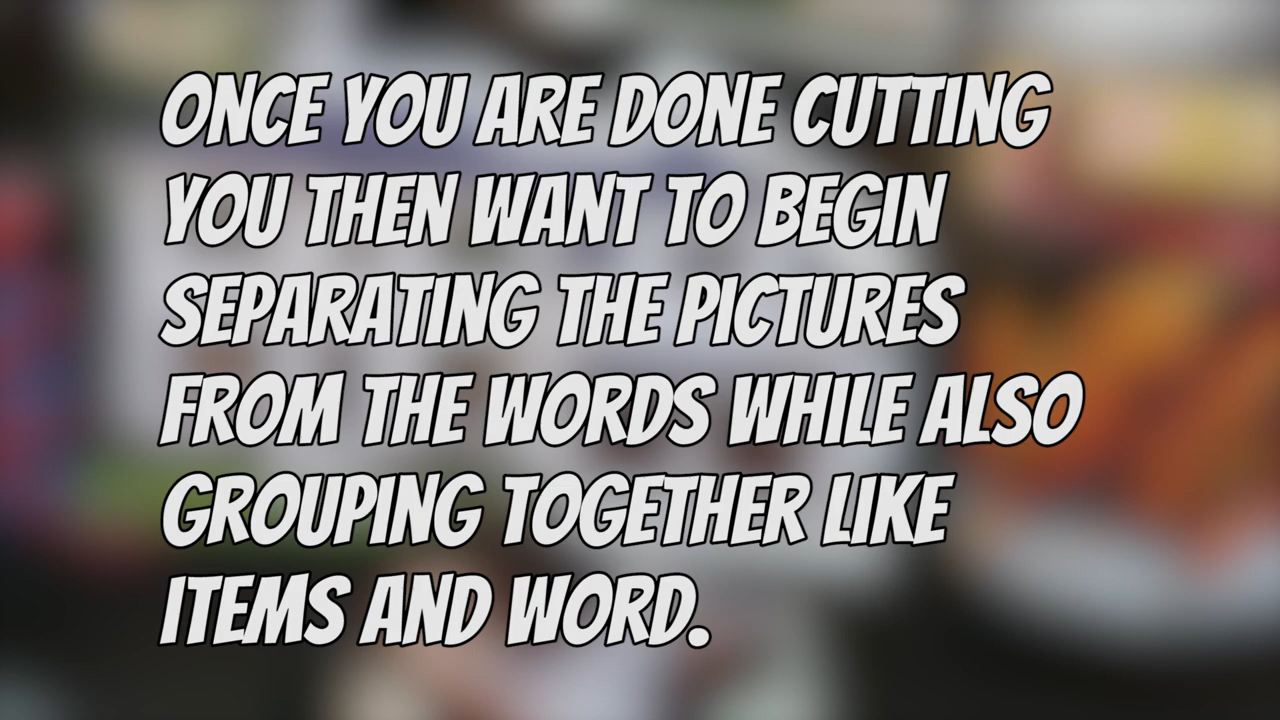 ONCE YOU ARE DONE CUTTING
YOU THEN WANT TO BEGIN
SEPARATING THE PICTURES
FROM THE WORDS WHILE ALSO
GROUPING TOGETHER LIKE
ITEMS AND WORD.